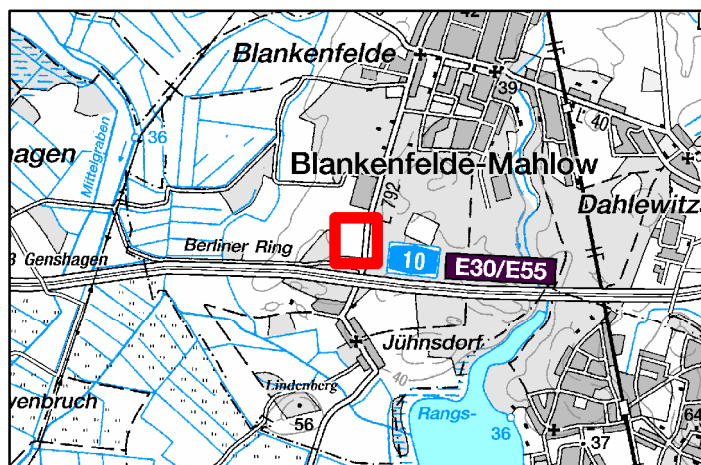 42
Blankenfelde
39
L 40
36
Mittelgraben
hagen
Blankenfelde-Mahlow
792
Dahlewitz
Berliner Ring
Genshagen
10
E30/E55
Jühnsdorf
40
Lindenberg
Rangs-
venbruch
56
36
37
64